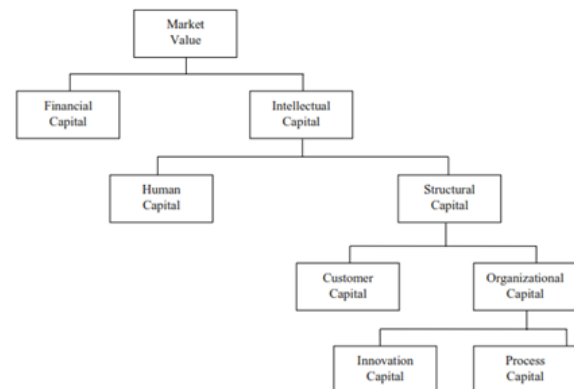 Market
Value
Financial
Capital
Intellectual
Capital
Human
Capital
Structural
Capital
Customer
Capital
Organizational
Capital
Innovation
Capital
Process
Capital